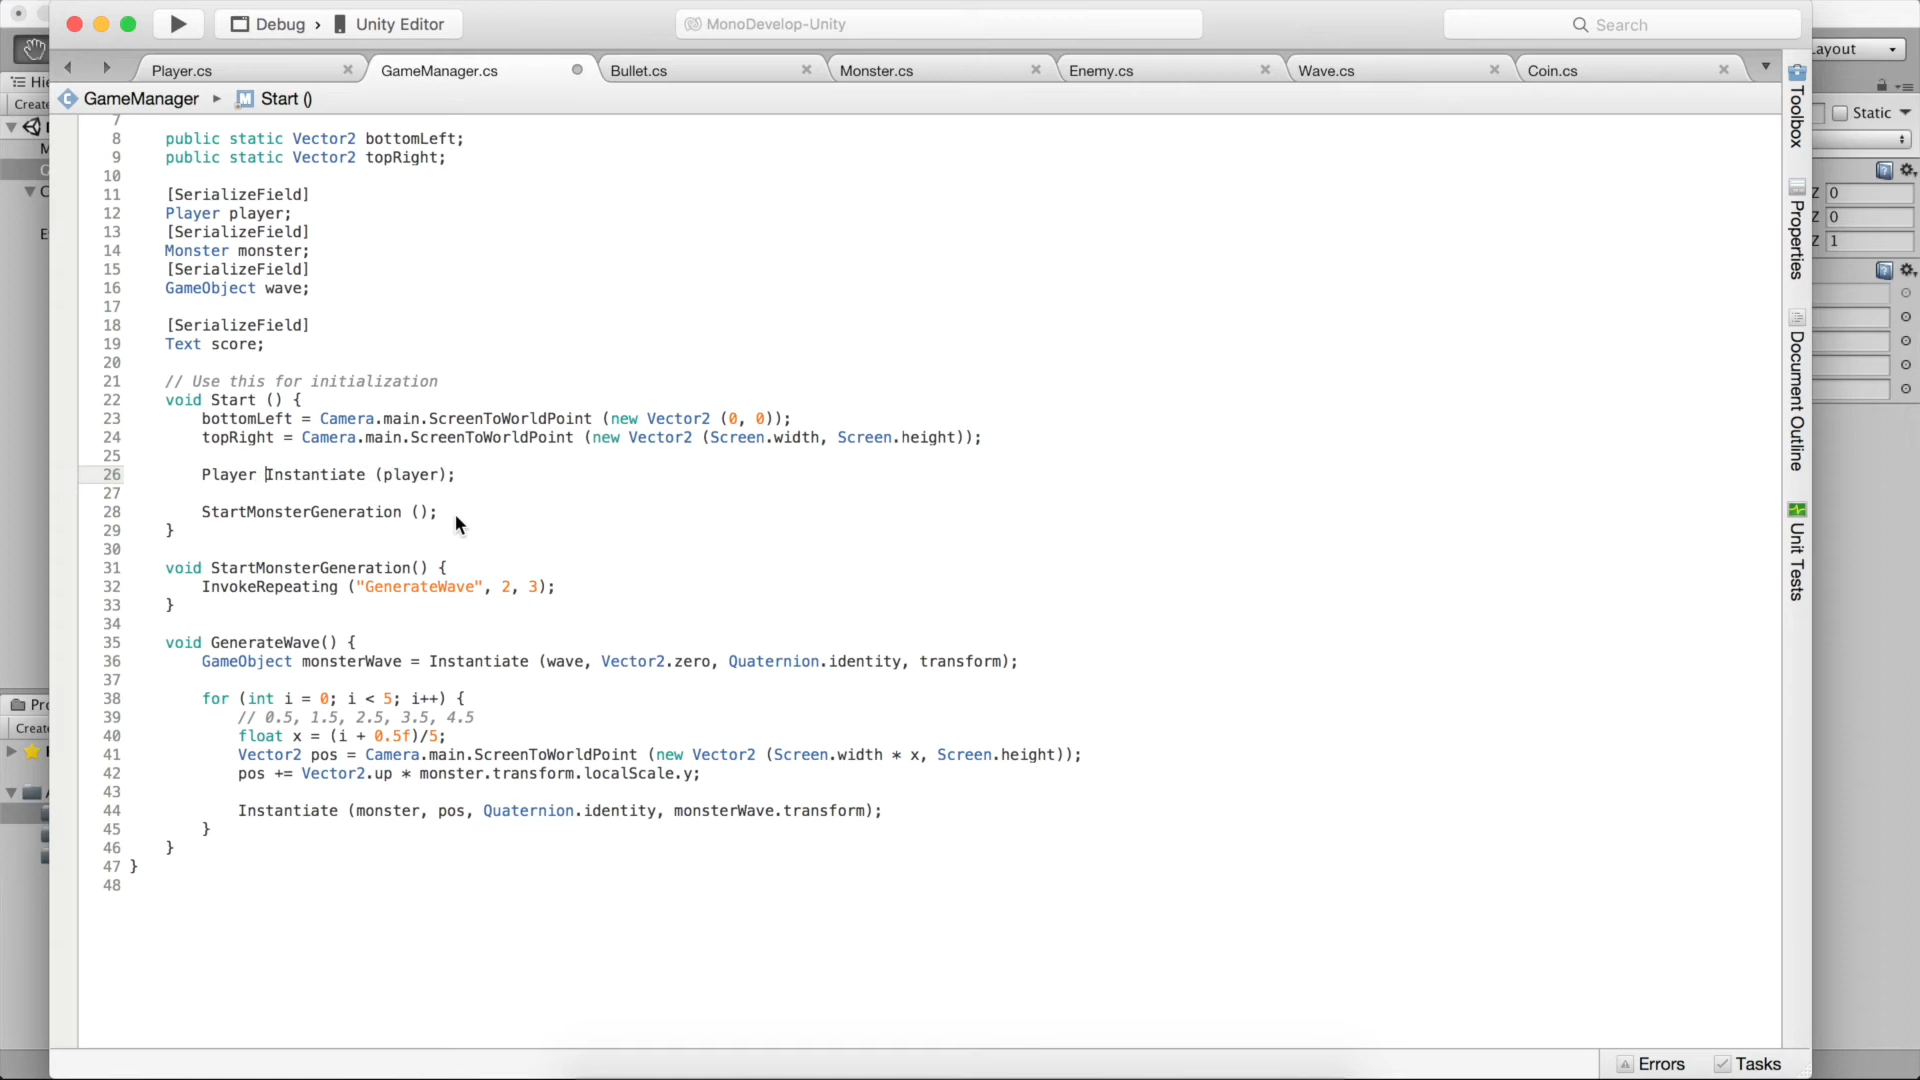 Debug › Unity Editor
MonoDevelop-Unity
Search
Layout
Player.cs
GameManager.cs
Bullet.cs
Monster.cs
Enemy.cs
Wave.cs
Coin.cs
GameManager ▸ Start ()
Hie
Create
Static
Z 0
Z 0
Z 1
Toolbox
Properties
Document Outline
Unit Tests
7
8 public static Vector2 bottomLeft;
9 public static Vector2 topRight;
10
11 [SerializeField]
12 Player player;
13 [SerializeField]
14 Monster monster;
15 [SerializeField]
16 GameObject wave;
17
18 [SerializeField]
19 Text score;
20
21 // Use this for initialization
22 void Start () {
23 bottomLeft = Camera.main.ScreenToWorldPoint (new Vector2 (0, 0));
24 topRight = Camera.main.ScreenToWorldPoint (new Vector2 (Screen.width, Screen.height));
25
26 Player Instantiate (player);
27
28 StartMonsterGeneration ();
29 }
30
31 void StartMonsterGeneration() {
32 InvokeRepeating ("GenerateWave", 2, 3);
33 }
34
35 void GenerateWave() {
36 GameObject monsterWave = Instantiate (wave, Vector2.zero, Quaternion.identity, transform);
37
38 for (int i = 0; i < 5; i++) {
39 // 0.5, 1.5, 2.5, 3.5, 4.5
40 float x = (i + 0.5f)/5;
41 Vector2 pos = Camera.main.ScreenToWorldPoint (new Vector2 (Screen.width * x, Screen.height));
42 pos += Vector2.up * monster.transform.localScale.y;
43
44 Instantiate (monster, pos, Quaternion.identity, monsterWave.transform);
45 }
46 }
47 }
48
Pro
Create
Errors
Tasks